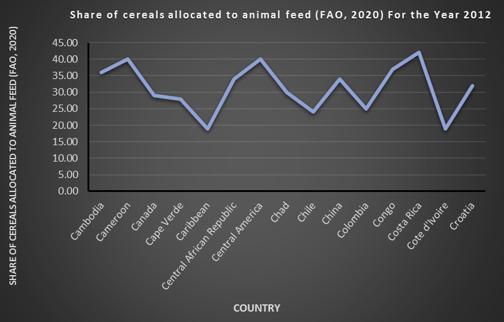 Share of cereals allocated to animal feed (FAO, 2020) For the Year 2012
SHARE OF CEREALS ALLOCATED TO ANIMAL FEED (FAO, 2020)
45.00
40.00
35.00
30.00
25.00
20.00
15.00
10.00
5.00
0.00
Cambodia
Cameroon
Canada
Cape Verde
Caribbean
Central African Republic
Central America
Chad
Chile
China
Colombia
Congo
Costa Rica
Cote d'Ivoire
Croatia
COUNTRY